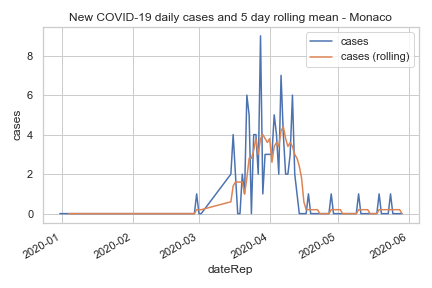 New COVID-19 daily cases and 5 day rolling mean - Monaco
cases
cases (rolling)
cases
8
6
4
2
0
2020-01
2020-02
2020-03
2020-04
2020-05
2020-06
dateRep